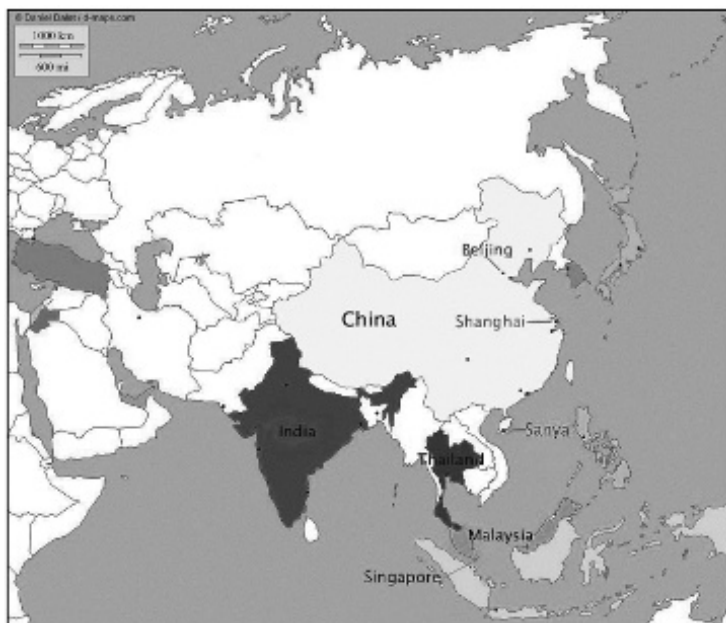 © Daniel Dalet / d-maps.com
1000 km
600 mi
Beijing
China
Shanghai
India
Sanya
Thailand
Malaysia
Singapore